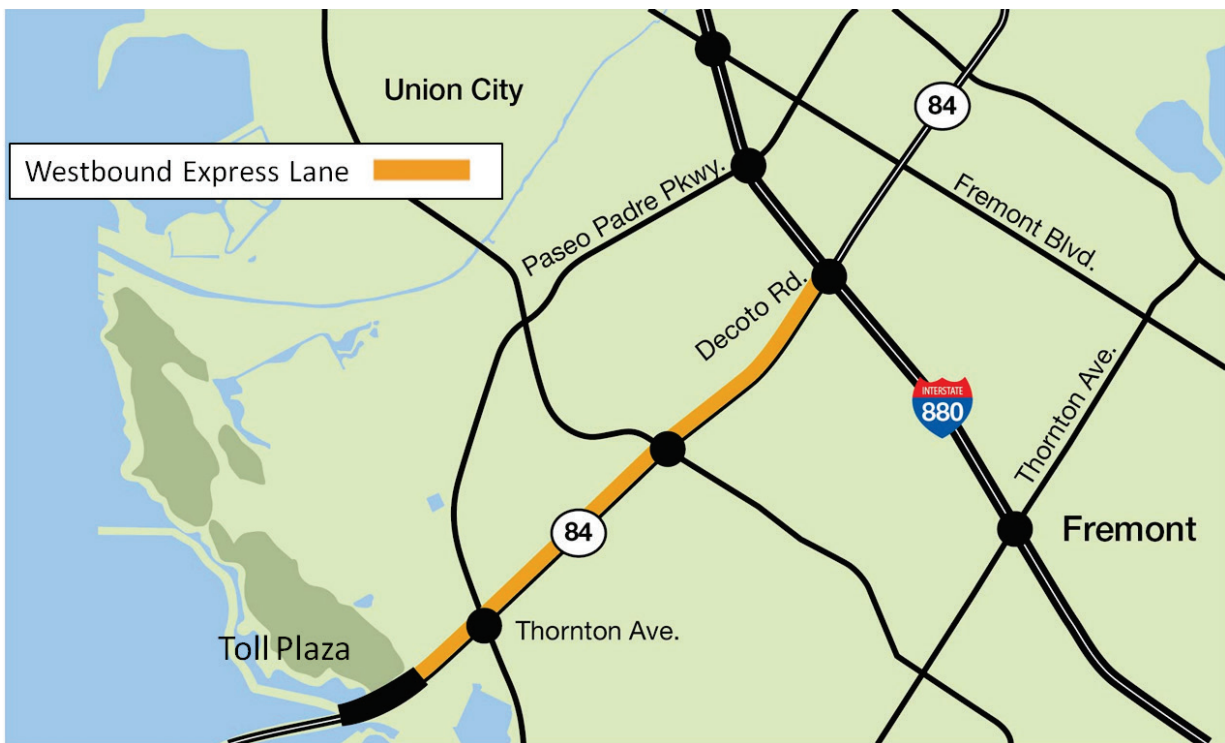 Union City
84
Westbound Express Lane
Paseo Padre Pkwy.
Fremont Blvd.
Decoto Rd.
INTERSTATE
880
Thornton Ave.
84
Fremont
Thornton Ave.
Toll Plaza